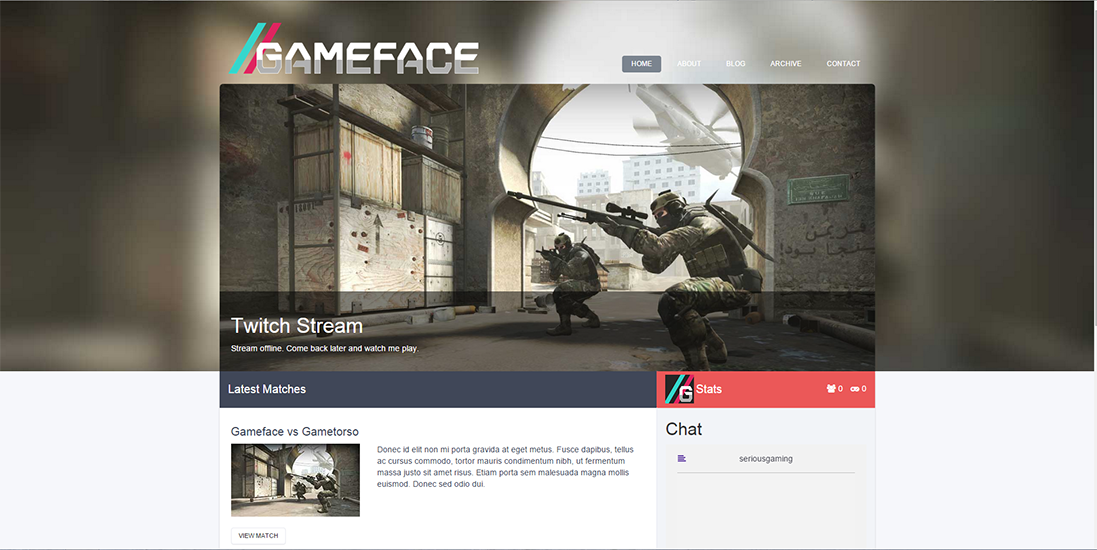 GAMEFACE
HOME ABOUT BLOG ARCHIVE CONTACT
Twitch Stream
Stream offline. Come back later and watch me play.
Latest Matches
G Stats 0 0
Gameface vs Gametorso
Donec id elit non mi porta gravida at eget metus. Fusce dapibus, tellus
ac cursus commodo, tortor mauris condimentum nibh, ut fermentum
massa justo sit amet risus. Etiam porta sem malesuada magna mollis
euismod. Donec sed odio dui.
VIEW MATCH
Chat
seriousgaming